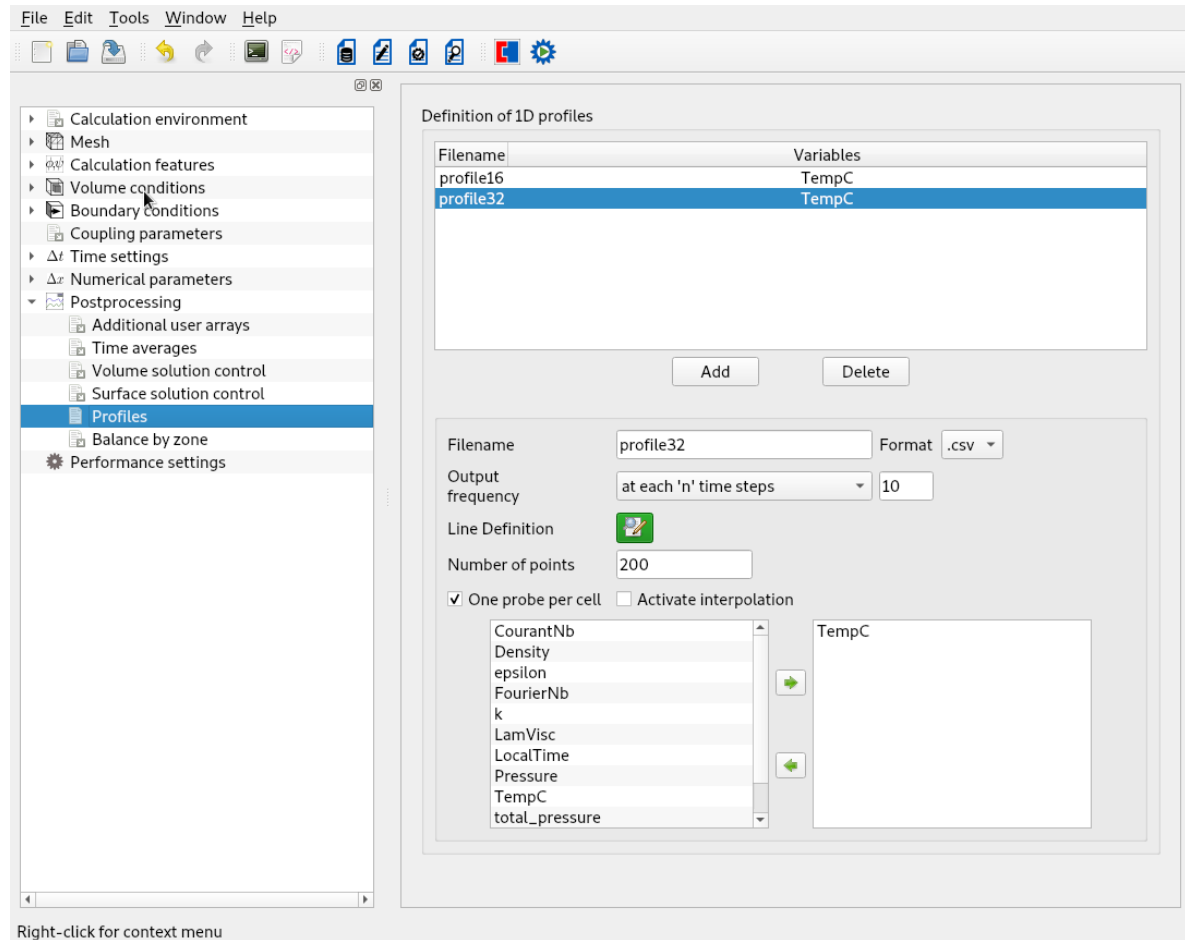 File Edit Tools Window Help
Calculation environment
Mesh
Calculation features
Volume conditions
Boundary conditions
Coupling parameters
Δt Time settings
Δx Numerical parameters
Postprocessing
Additional user arrays
Time averages
Volume solution control
Surface solution control
Profiles
Balance by zone
Performance settings
Definition of 1D profiles
Filename Variables
profile16 TempC
profile32 TempC
Add Delete
Filename profile32 Format .csv
Output
frequency
at each 'n' time steps 10
Line Definition
Number of points 200
One probe per cell Activate interpolation
CourantNb
Density
epsilon
FourierNb
k
LamVisc
LocalTime
Pressure
TempC
total_pressure
TempC
Right-click for context menu